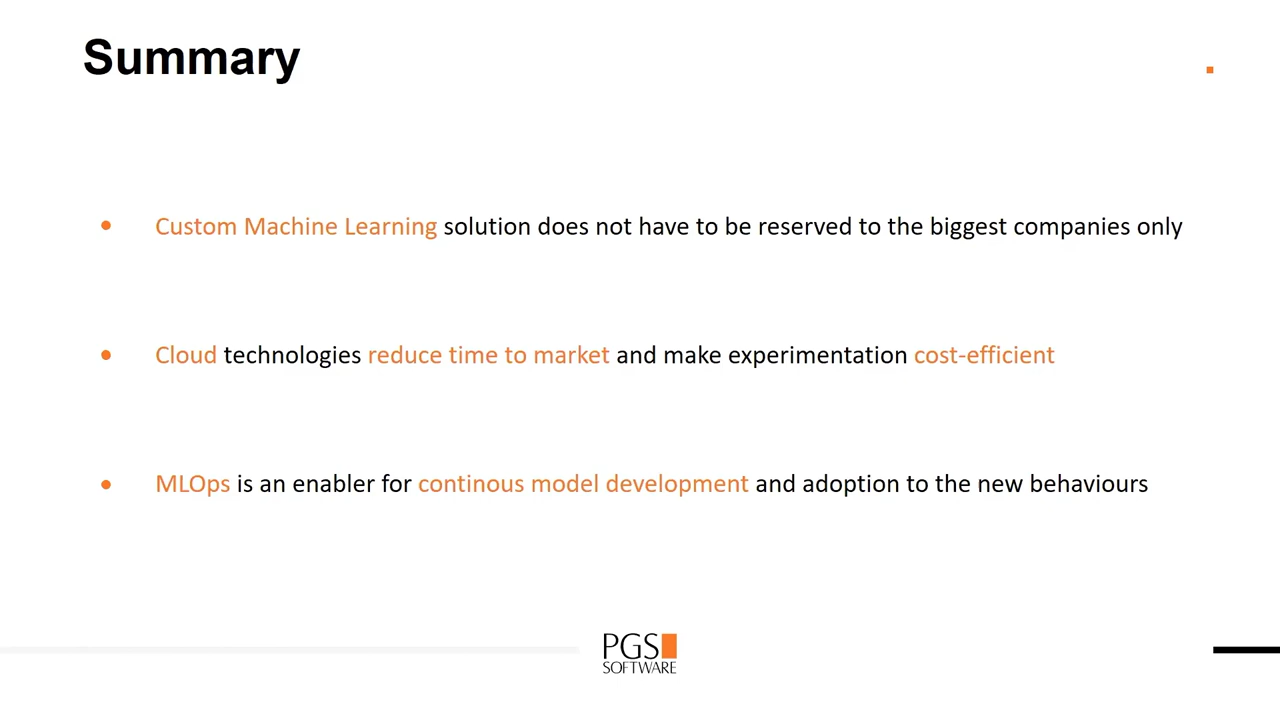 Summary
• Custom Machine Learning solution does not have to be reserved to the biggest companies only
• Cloud technologies reduce time to market and make experimentation cost-efficient
• MLOps is an enabler for continous model development and adoption to the new behaviours
PGS
SOFTWARE